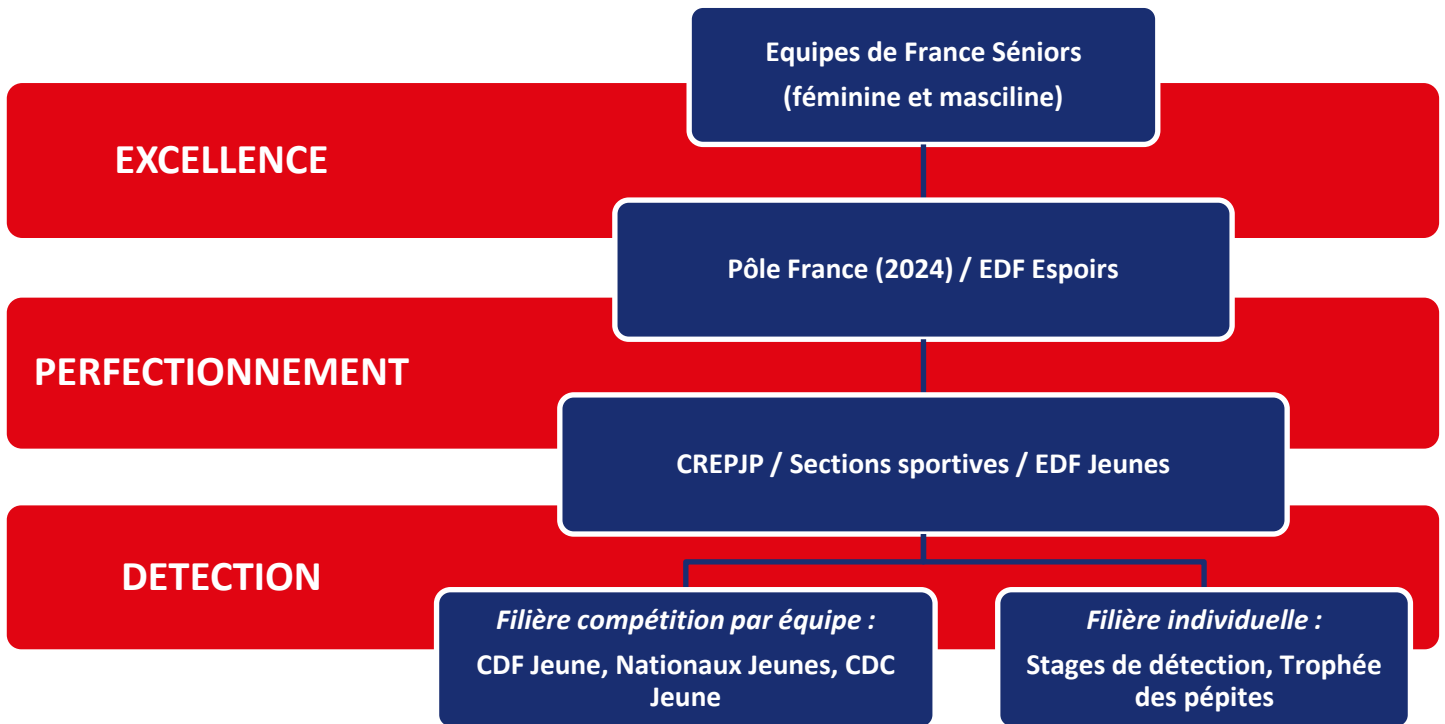 Equipes de France Séniors
(féminine et masciline)
EXCELLENCE
Pôle France (2024) / EDF Espoirs
PERFECTIONNEMENT
CREPJP / Sections sportives / EDF Jeunes
DETECTION
Filière compétition par équipe :
CDF Jeune, Nationaux Jeunes, CDC
Jeune
Filière individuelle :
Stages de détection, Trophée
des pépites